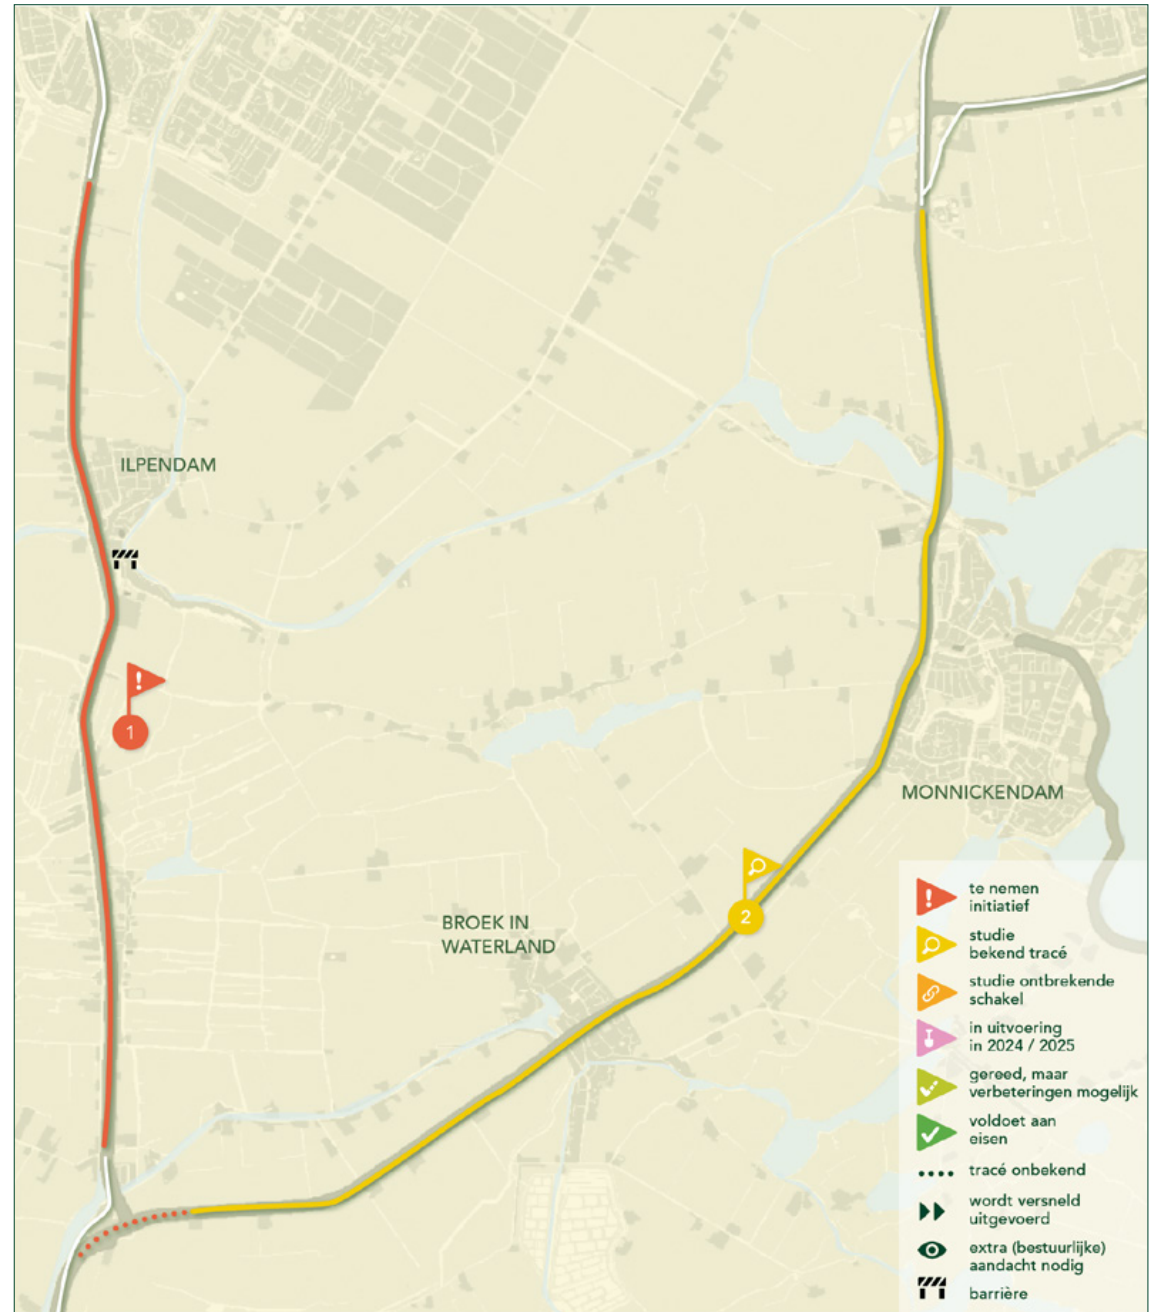 ILPENDAM
1
MONNICKENDAM
2
BROEK IN
WATERLAND
te nemen
initiatief
studie
bekend tracé
studie ontbrekende
schakel
in uitvoering
in 2024 / 2025
gereed, maar
verbeteringen mogelijk
voldoet aan
eisen
tracé onbekend
wordt versneld
uitgevoerd
extra (bestuurlijke)
aandacht nodig
barrière